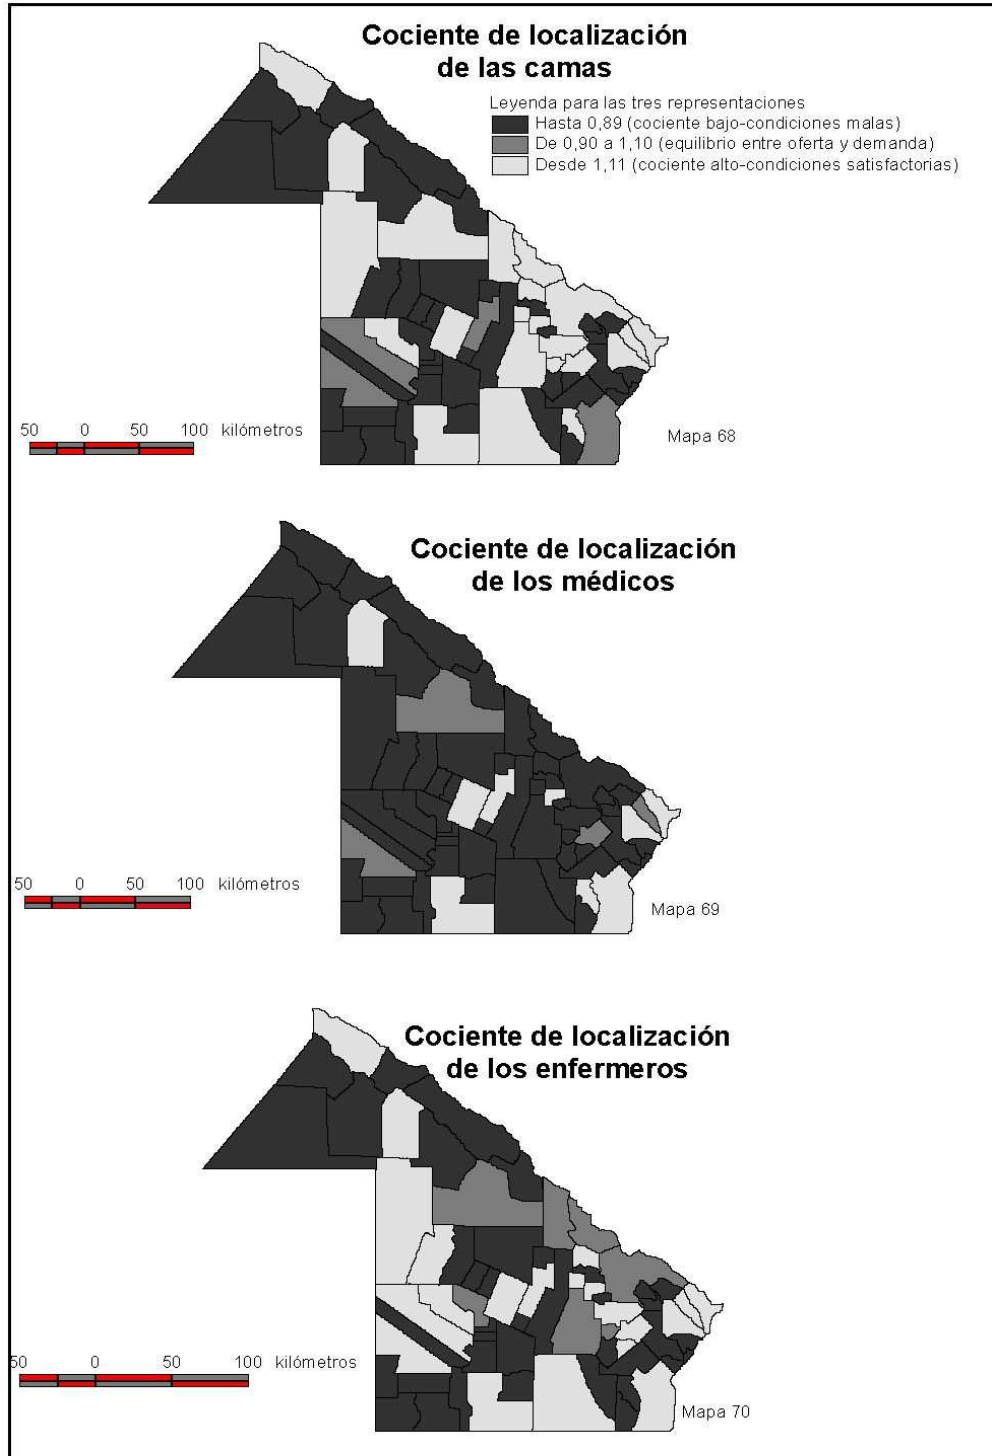 Cociente de localización
de las camas
Leyenda para las tres representaciones
Hasta 0,89 (cociente bajo-condiciones malas)
De 0,90 a 1,10 (equilibrio entre oferta y demanda)
Desde 1,11 (cociente alto-condiciones satisfactorias)
50 0 50 100 kilómetros
Mapa 68
Cociente de localización
de los médicos
50 0 50 100 kilómetros
Mapa 69
Cociente de localización
de los enfermeros
50 0 50 100 kilómetros
Mapa 70